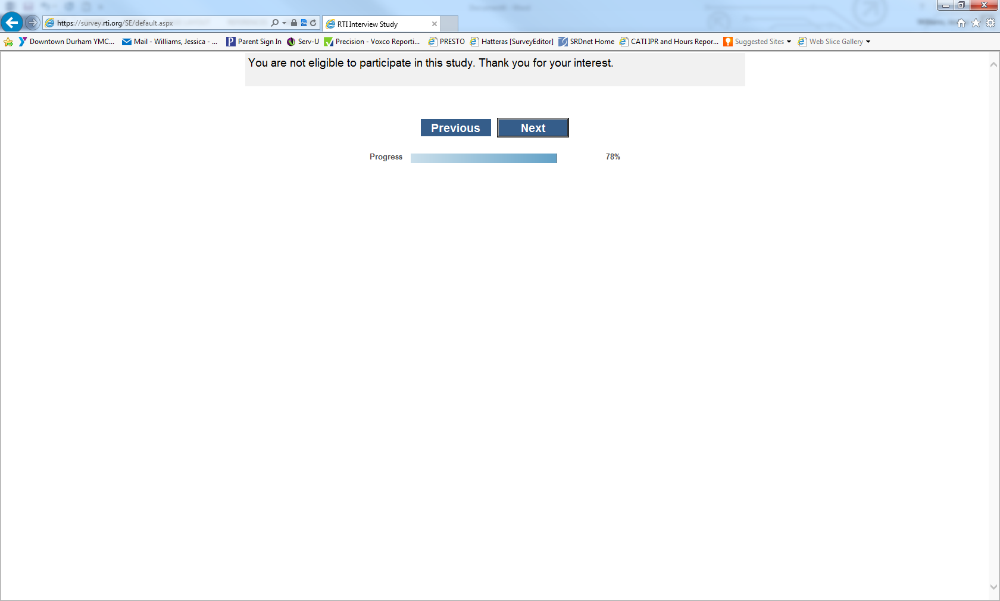 Document1 - Word
https://survey.rti.org/SE/default.aspx
RTI Interview Study
Downtown Durham YMC...
Mail - Williams, Jessica - ...
Parent Sign In
Serv-U
Precision - Voxco Reporti...
PRESTO
Hatteras [SurveyEditor]
SRDnet Home
CATI IPR and Hours Repor...
Suggested Sites
Web Slice Gallery
You are not eligible to participate in this study. Thank you for your interest.
Previous
Next
Progress
78%